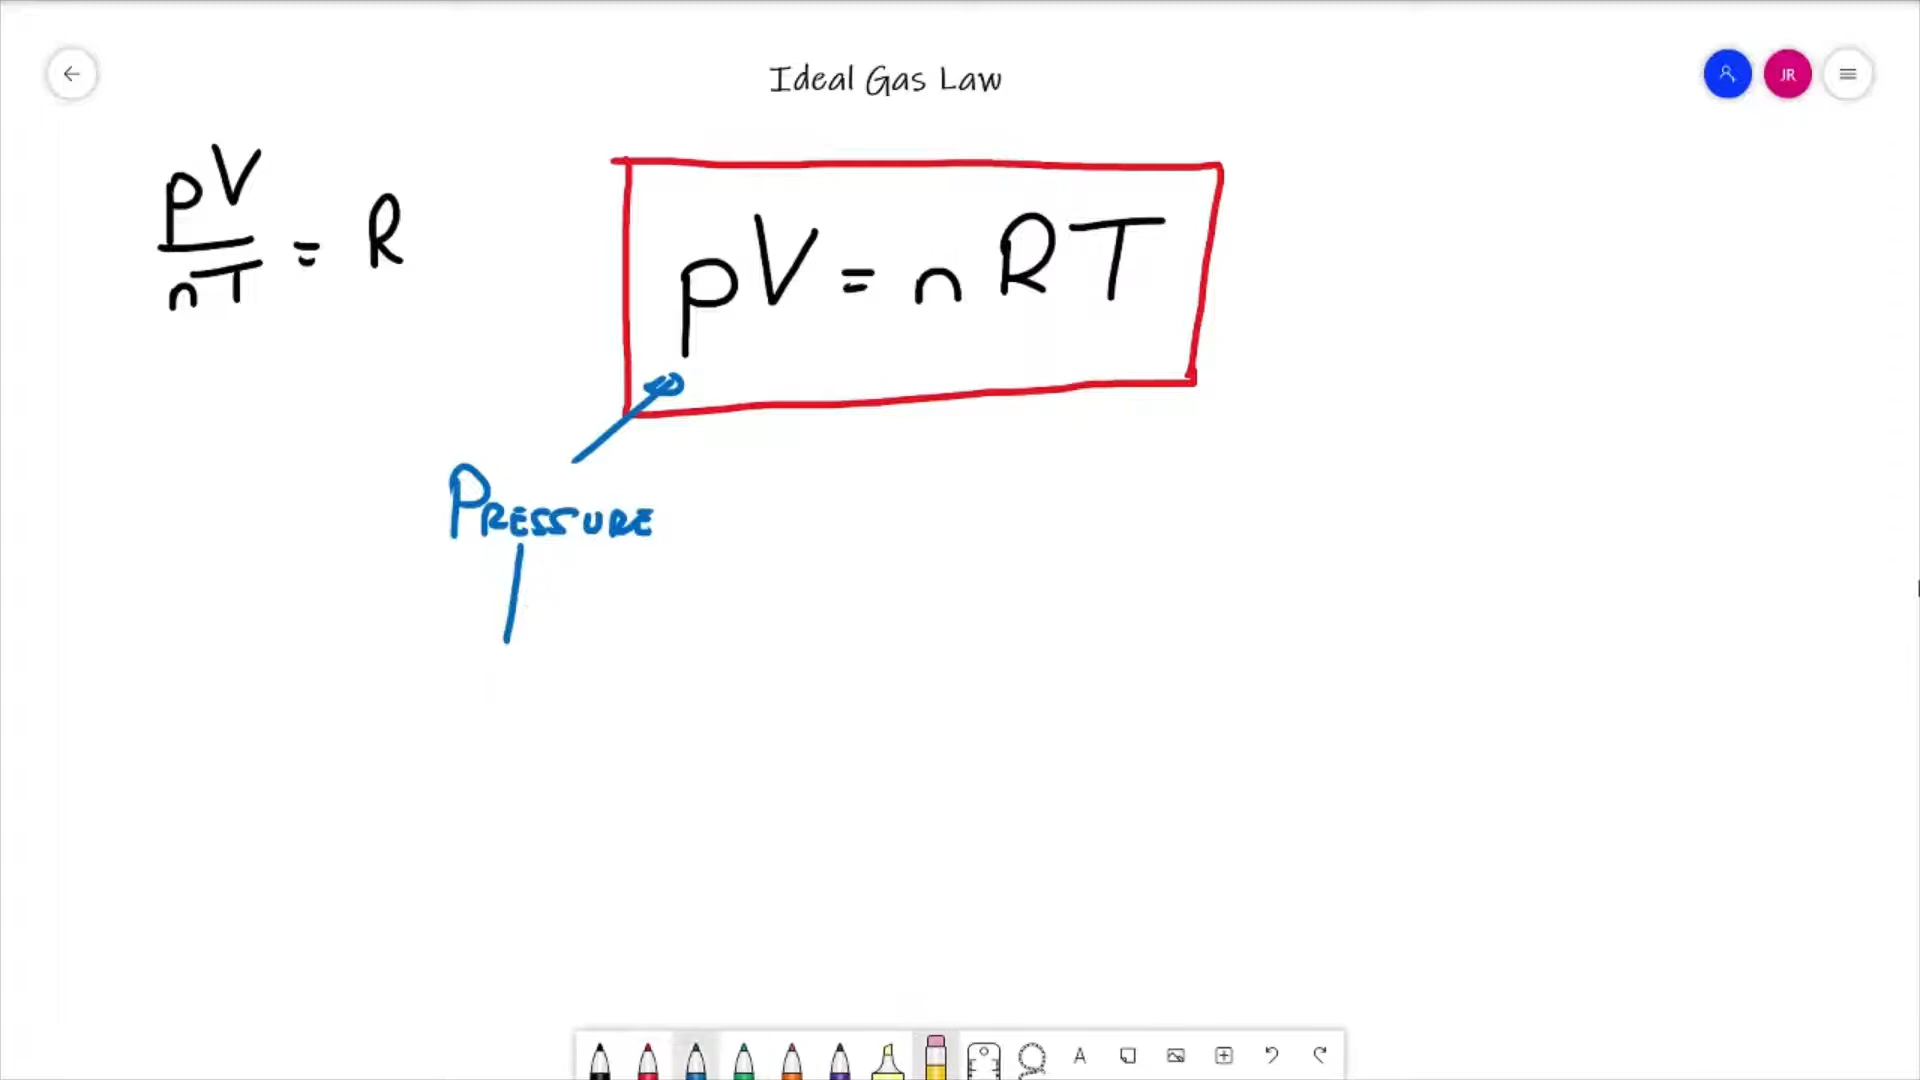 Ideal Gas Law
JR
pV
nT
= R
pV = nRT
PRESSURE
A